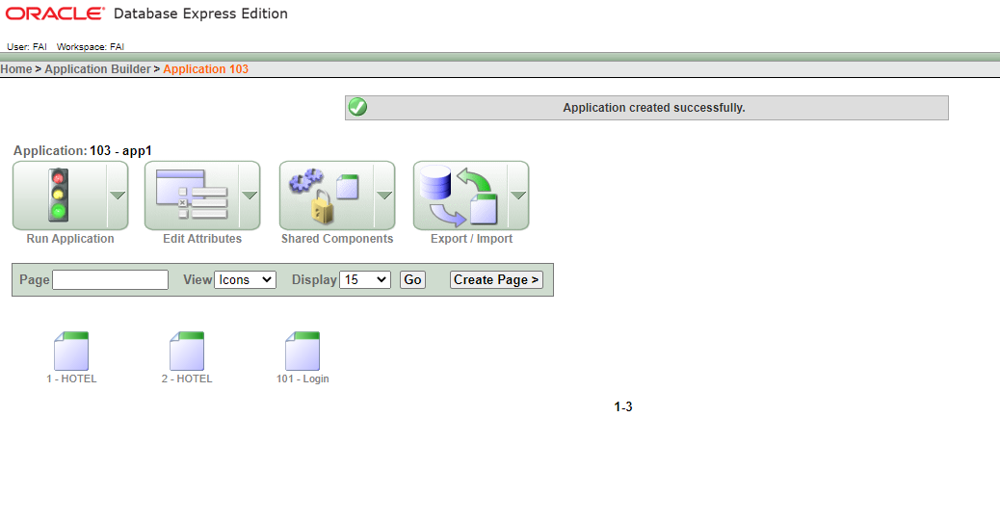 ORACLE Database Express Edition
User: FAI Workspace: FAI
Home > Application Builder > Application 103
Application created successfully.
Application: 103 - app1
Run Application Edit Attributes Shared Components Export / Import
Page View Icons Display 15 Go Create Page >
1 - HOTEL 2 - HOTEL 101 - Login
1-3